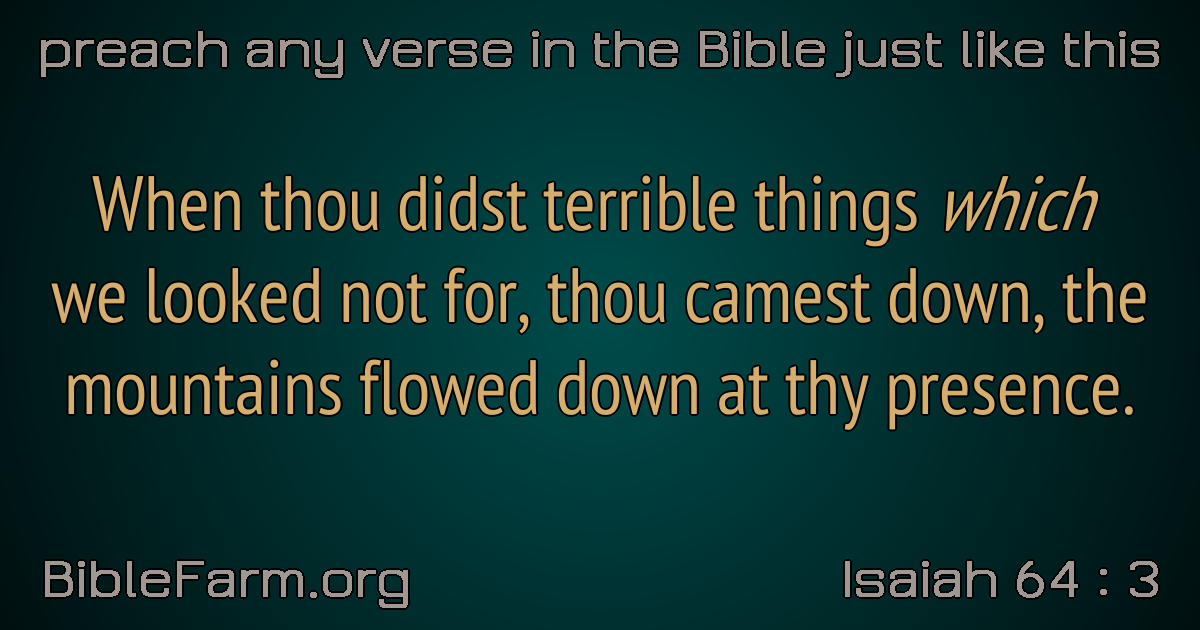 preach any verse in the Bible just like this
When thou didst terrible things which
we looked not for, thou camest down, the
mountains flowed down at thy presence.
BibleFarm.org
Isaiah 64 : 3